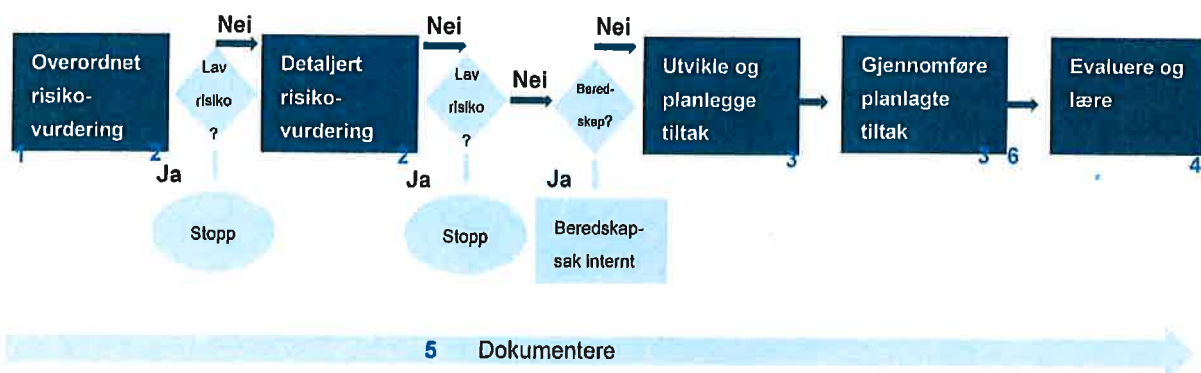 Nei
Nei
Nei
Overordnet
risiko-
vurdering
1
2
Lav
risiko
?
Detaljert
risiko-
vurdering
2
Lav
risiko
?
Nei
Bered-
skap?
Utvikle og
planlegge
tiltak
3
Gjennomføre
planlagte
tiltak
3
6
Evaluere og
lære
4
Ja
Ja
Ja
Stopp
Stopp
Beredskap-
sak internt
5 Dokumentere